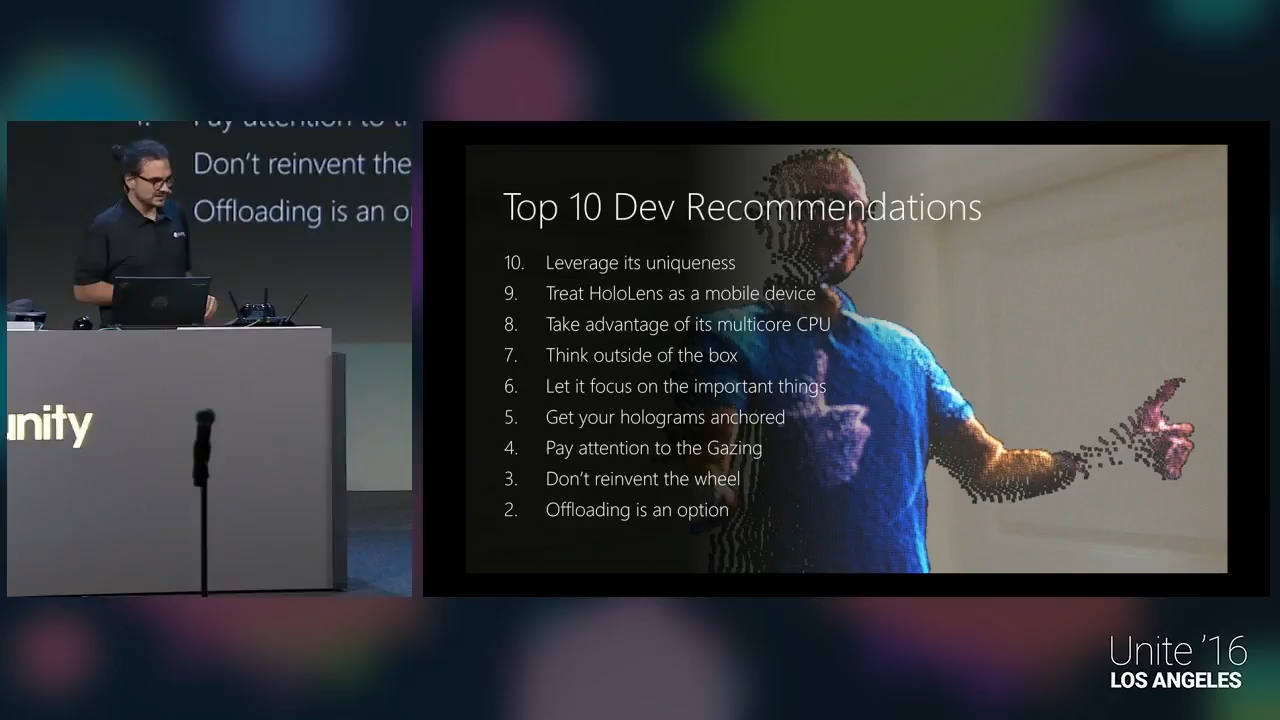 Pay attention to t
Don't reinvent the
Offloading is an o
unity
Top 10 Dev Recommendations
10. Leverage its uniqueness
9. Treat HoloLens as a mobile device
8. Take advantage of its multicore CPU
7. Think outside of the box
6. Let it focus on the important things
5. Get your holograms anchored
4. Pay attention to the Gazing
3. Don't reinvent the wheel
2. Offloading is an option
Unite '16
LOS ANGELES